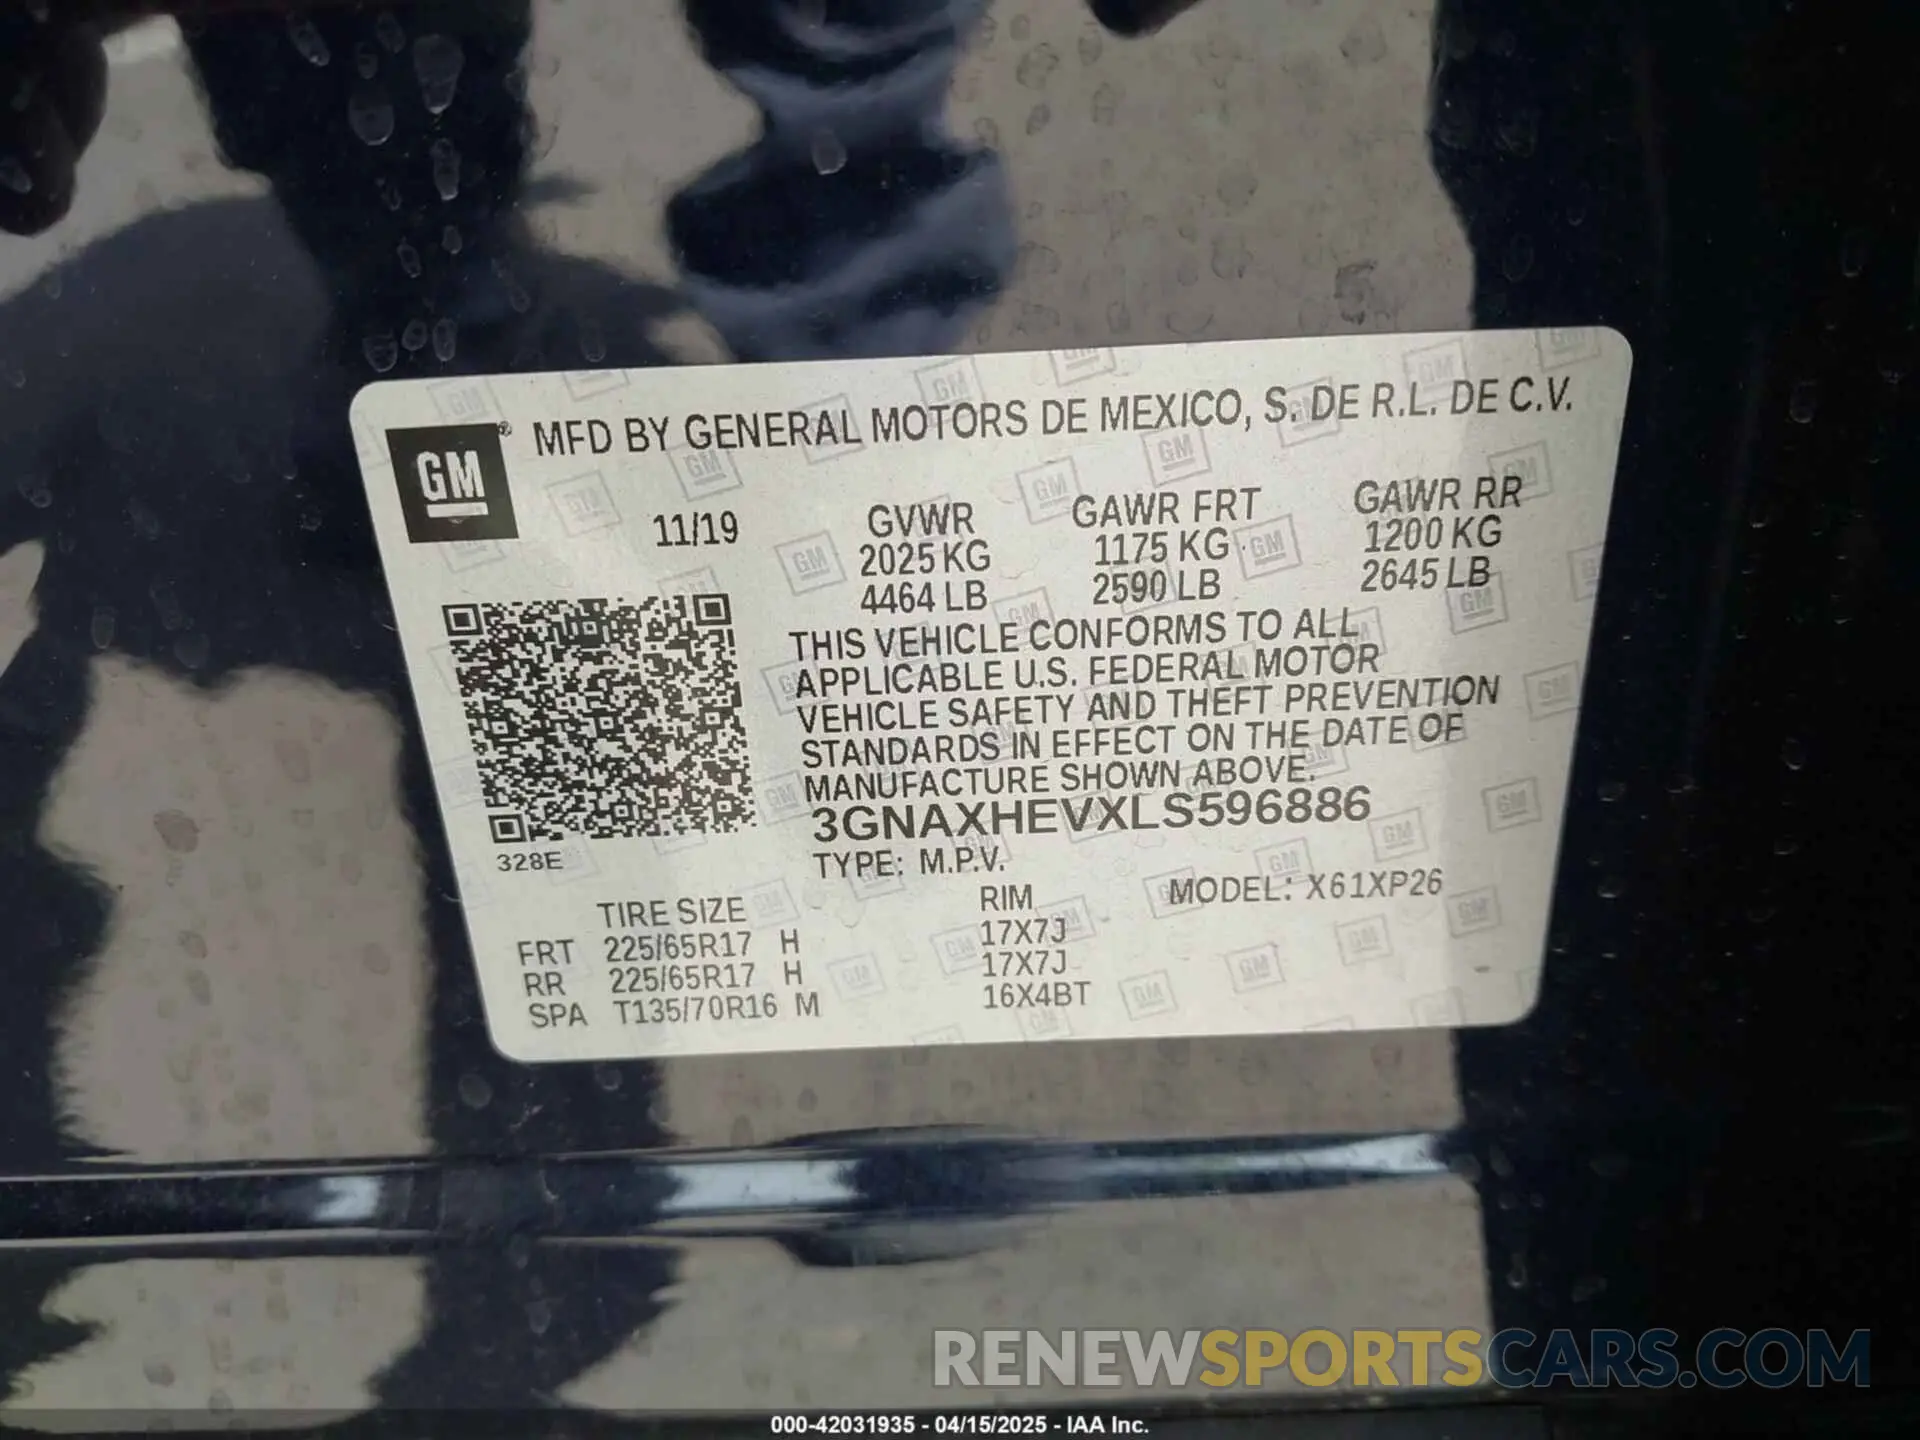 GM® MFD BY GENERAL MOTORS DE MEXICO, S. DE R.L. DE C.V.
11/19 GVWR GAWR FRT GAWR RR
2025 KG 1175 KG 1200 KG
4464 LB 2590 LB 2645 LB
THIS VEHICLE CONFORMS TO ALL
APPLICABLE U.S. FEDERAL MOTOR
VEHICLE SAFETY AND THEFT PREVENTION
STANDARDS IN EFFECT ON THE DATE OF
MANUFACTURE SHOWN ABOVE.
3GNAXHEVXLS596886
328E TYPE: M.P.V.
MODEL: X61XP26
TIRE SIZE RIM
FRT 225/65R17 H 17X7J
RR 225/65R17 H 17X7J
SPA T135/70R16 M 16X4BT
RENEWSPORTSCARS.COM
000-42031935 - 04/15/2025 - IAA Inc.